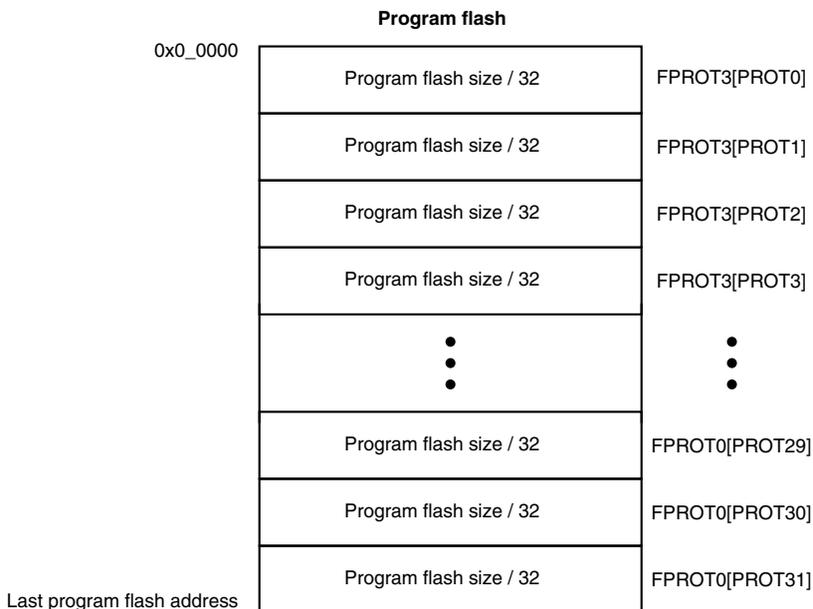 Program flash
0x0_0000
Program flash size / 32
FPROT3[PROT0]
Program flash size / 32
FPROT3[PROT1]
Program flash size / 32
FPROT3[PROT2]
Program flash size / 32
FPROT3[PROT3]
Program flash size / 32
FPROT0[PROT29]
Program flash size / 32
FPROT0[PROT30]
Program flash size / 32
FPROT0[PROT31]
Last program flash address